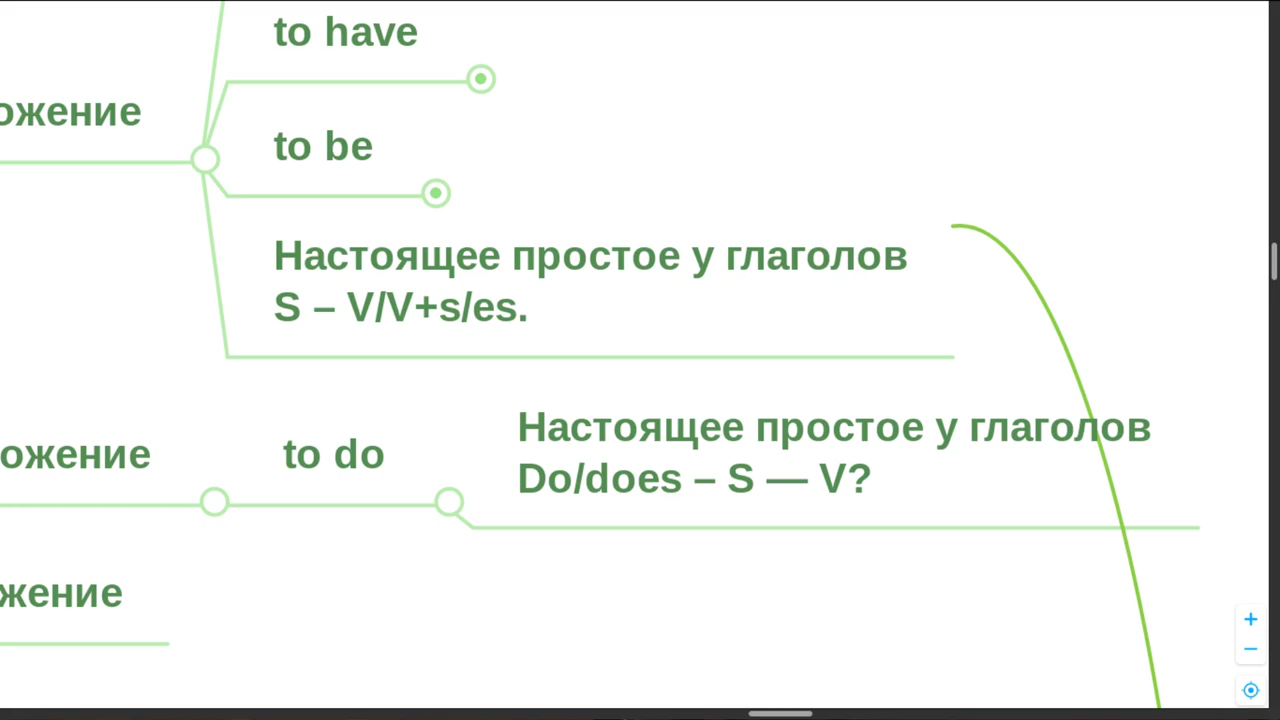 to have
ожение
to be
Настоящее простое у глаголов
S – V/V+s/es.
Настоящее простое у глаголов
ожение
to do
Do/does – S — V?
жение